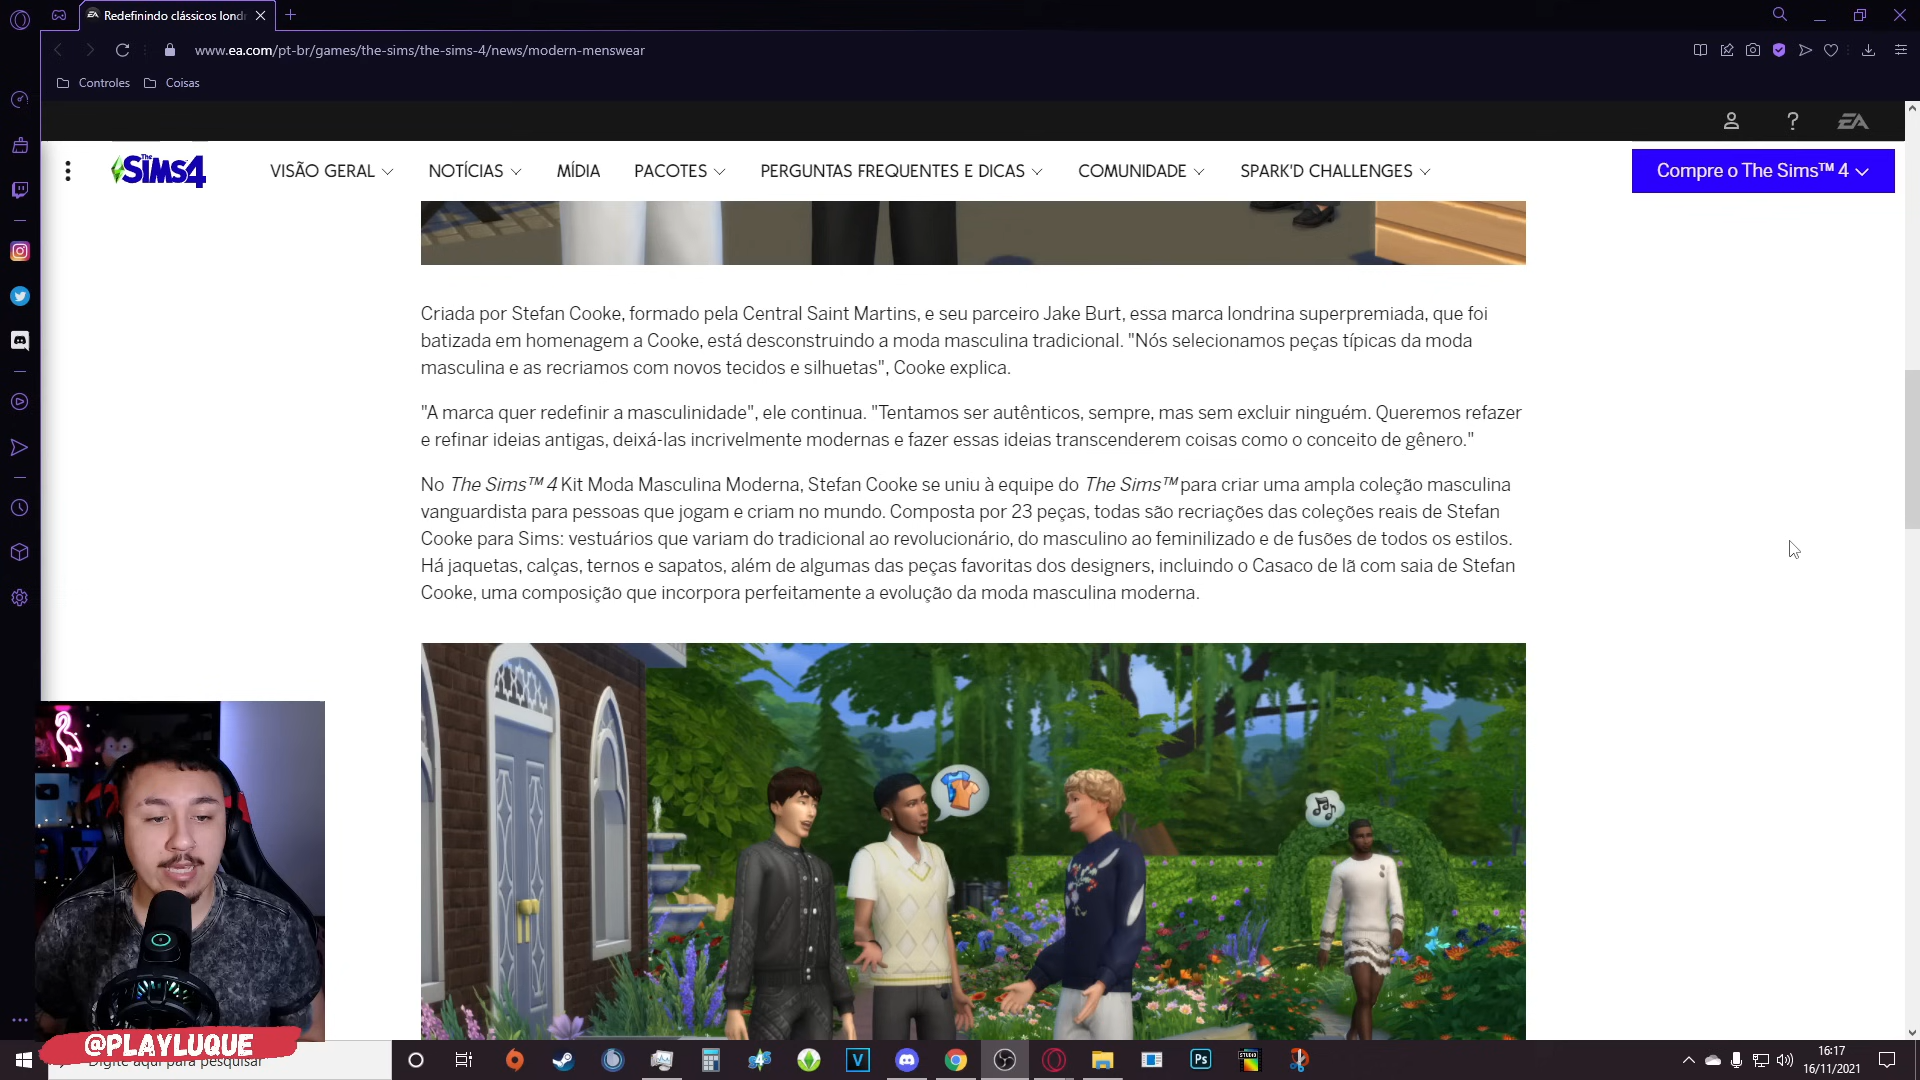 Redefinindo clássicos lond
www.ea.com/pt-br/games/the-sims/the-sims-4/news/modern-menswear
Controles
Coisas
EA
The SIMS 4
VISÃO GERAL
NOTÍCIAS
MÍDIA
PACOTES
PERGUNTAS FREQUENTES E DICAS
COMUNIDADE
SPARK'D CHALLENGES
Compre o The Sims™ 4
Criada por Stefan Cooke, formado pela Central Saint Martins, e seu parceiro Jake Burt, essa marca londrina superpremiada, que foi
batizada em homenagem a Cooke, está desconstruindo a moda masculina tradicional. "Nós selecionamos peças típicas da moda
masculina e as recriamos com novos tecidos e silhuetas", Cooke explica.
"A marca quer redefinir a masculinidade", ele continua. "Tentamos ser autênticos, sempre, mas sem excluir ninguém. Queremos refazer
e refinar ideias antigas, deixá-las incrivelmente modernas e fazer essas ideias transcenderem coisas como o conceito de gênero."
No The Sims™ 4 Kit Moda Masculina Moderna, Stefan Cooke se uniu à equipe do The Sims™ para criar uma ampla coleção masculina
vanguardista para pessoas que jogam e criam no mundo. Composta por 23 peças, todas são recriações das coleções reais de Stefan
Cooke para Sims: vestuários que variam do tradicional ao revolucionário, do masculino ao feminilizado e de fusões de todos os estilos.
Há jaquetas, calças, ternos e sapatos, além de algumas das peças favoritas dos designers, incluindo o Casaco de lã com saia de Stefan
Cooke, uma composição que incorpora perfeitamente a evolução da moda masculina moderna.
@PLAYLUQUE
Digite aqui para pesquisar
V
Ps
STUDIO
16:17
16/11/2021